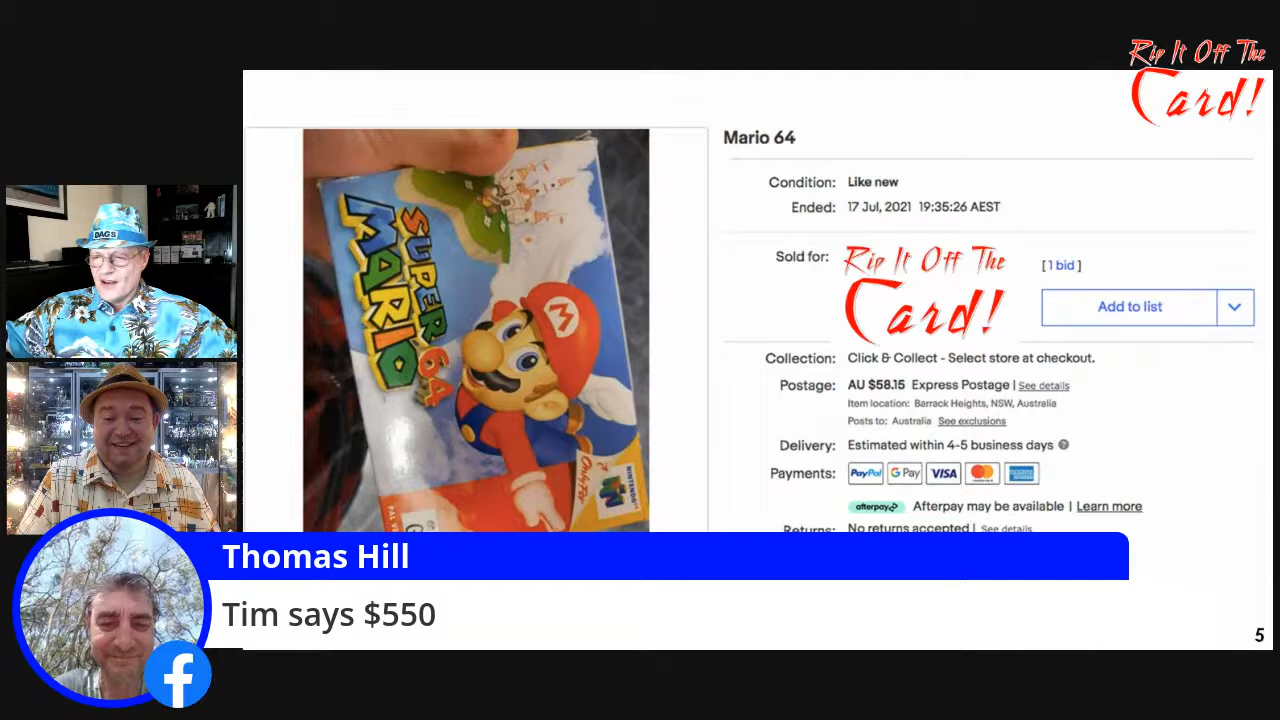 Rip It Off The
Card!
Mario 64
Condition: Like new
Ended: 17 Jul, 2021 19:35:26 AEST
Sold for: Rip It Off The Card! [ 1 bid ]
Add to list
Collection: Click & Collect - Select store at checkout.
Postage: AU $58.15 Express Postage | See details
Item location: Barrack Heights, NSW, Australia
Posts to: Australia See exclusions
Delivery: Estimated within 4-5 business days
Payments: PayPal G Pay VISA
afterpay Afterpay may be available | Learn more
Returns: No returns accepted | See details
DAGS
SUPER
MARIO
64
M
Only For
NINTENDO
PAL
G
Thomas Hill
Tim says $550
f
5